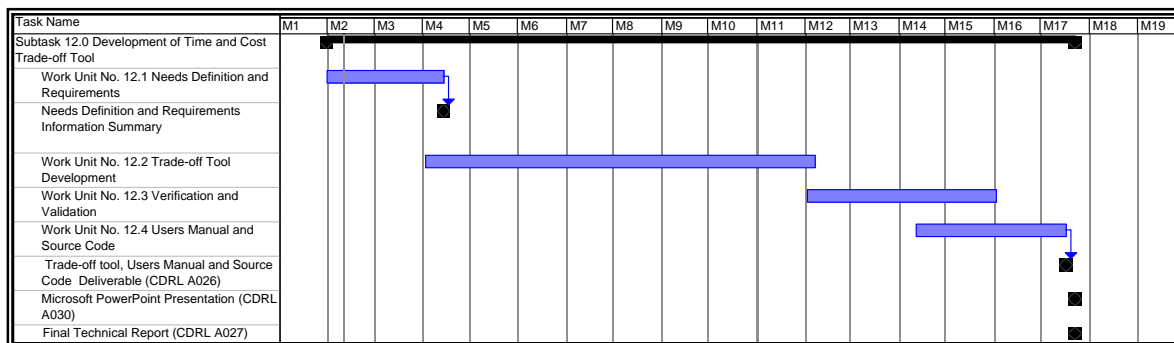 Task Name M1 M2 M3 M4 M5 M6 M7 M8 M9 M10 M11 M12 M13 M14 M15 M16 M17 M18 M19
Subtask 12.0 Development of Time and Cost
Trade-off Tool
Work Unit No. 12.1 Needs Definition and
Requirements
Needs Definition and Requirements
Information Summary
Work Unit No. 12.2 Trade-off Tool
Development
Work Unit No. 12.3 Verification and
Validation
Work Unit No. 12.4 Users Manual and
Source Code
Trade-off tool, Users Manual and Source
Code Deliverable (CDRL A026)
Microsoft PowerPoint Presentation (CDRL
A030)
Final Technical Report (CDRL A027)